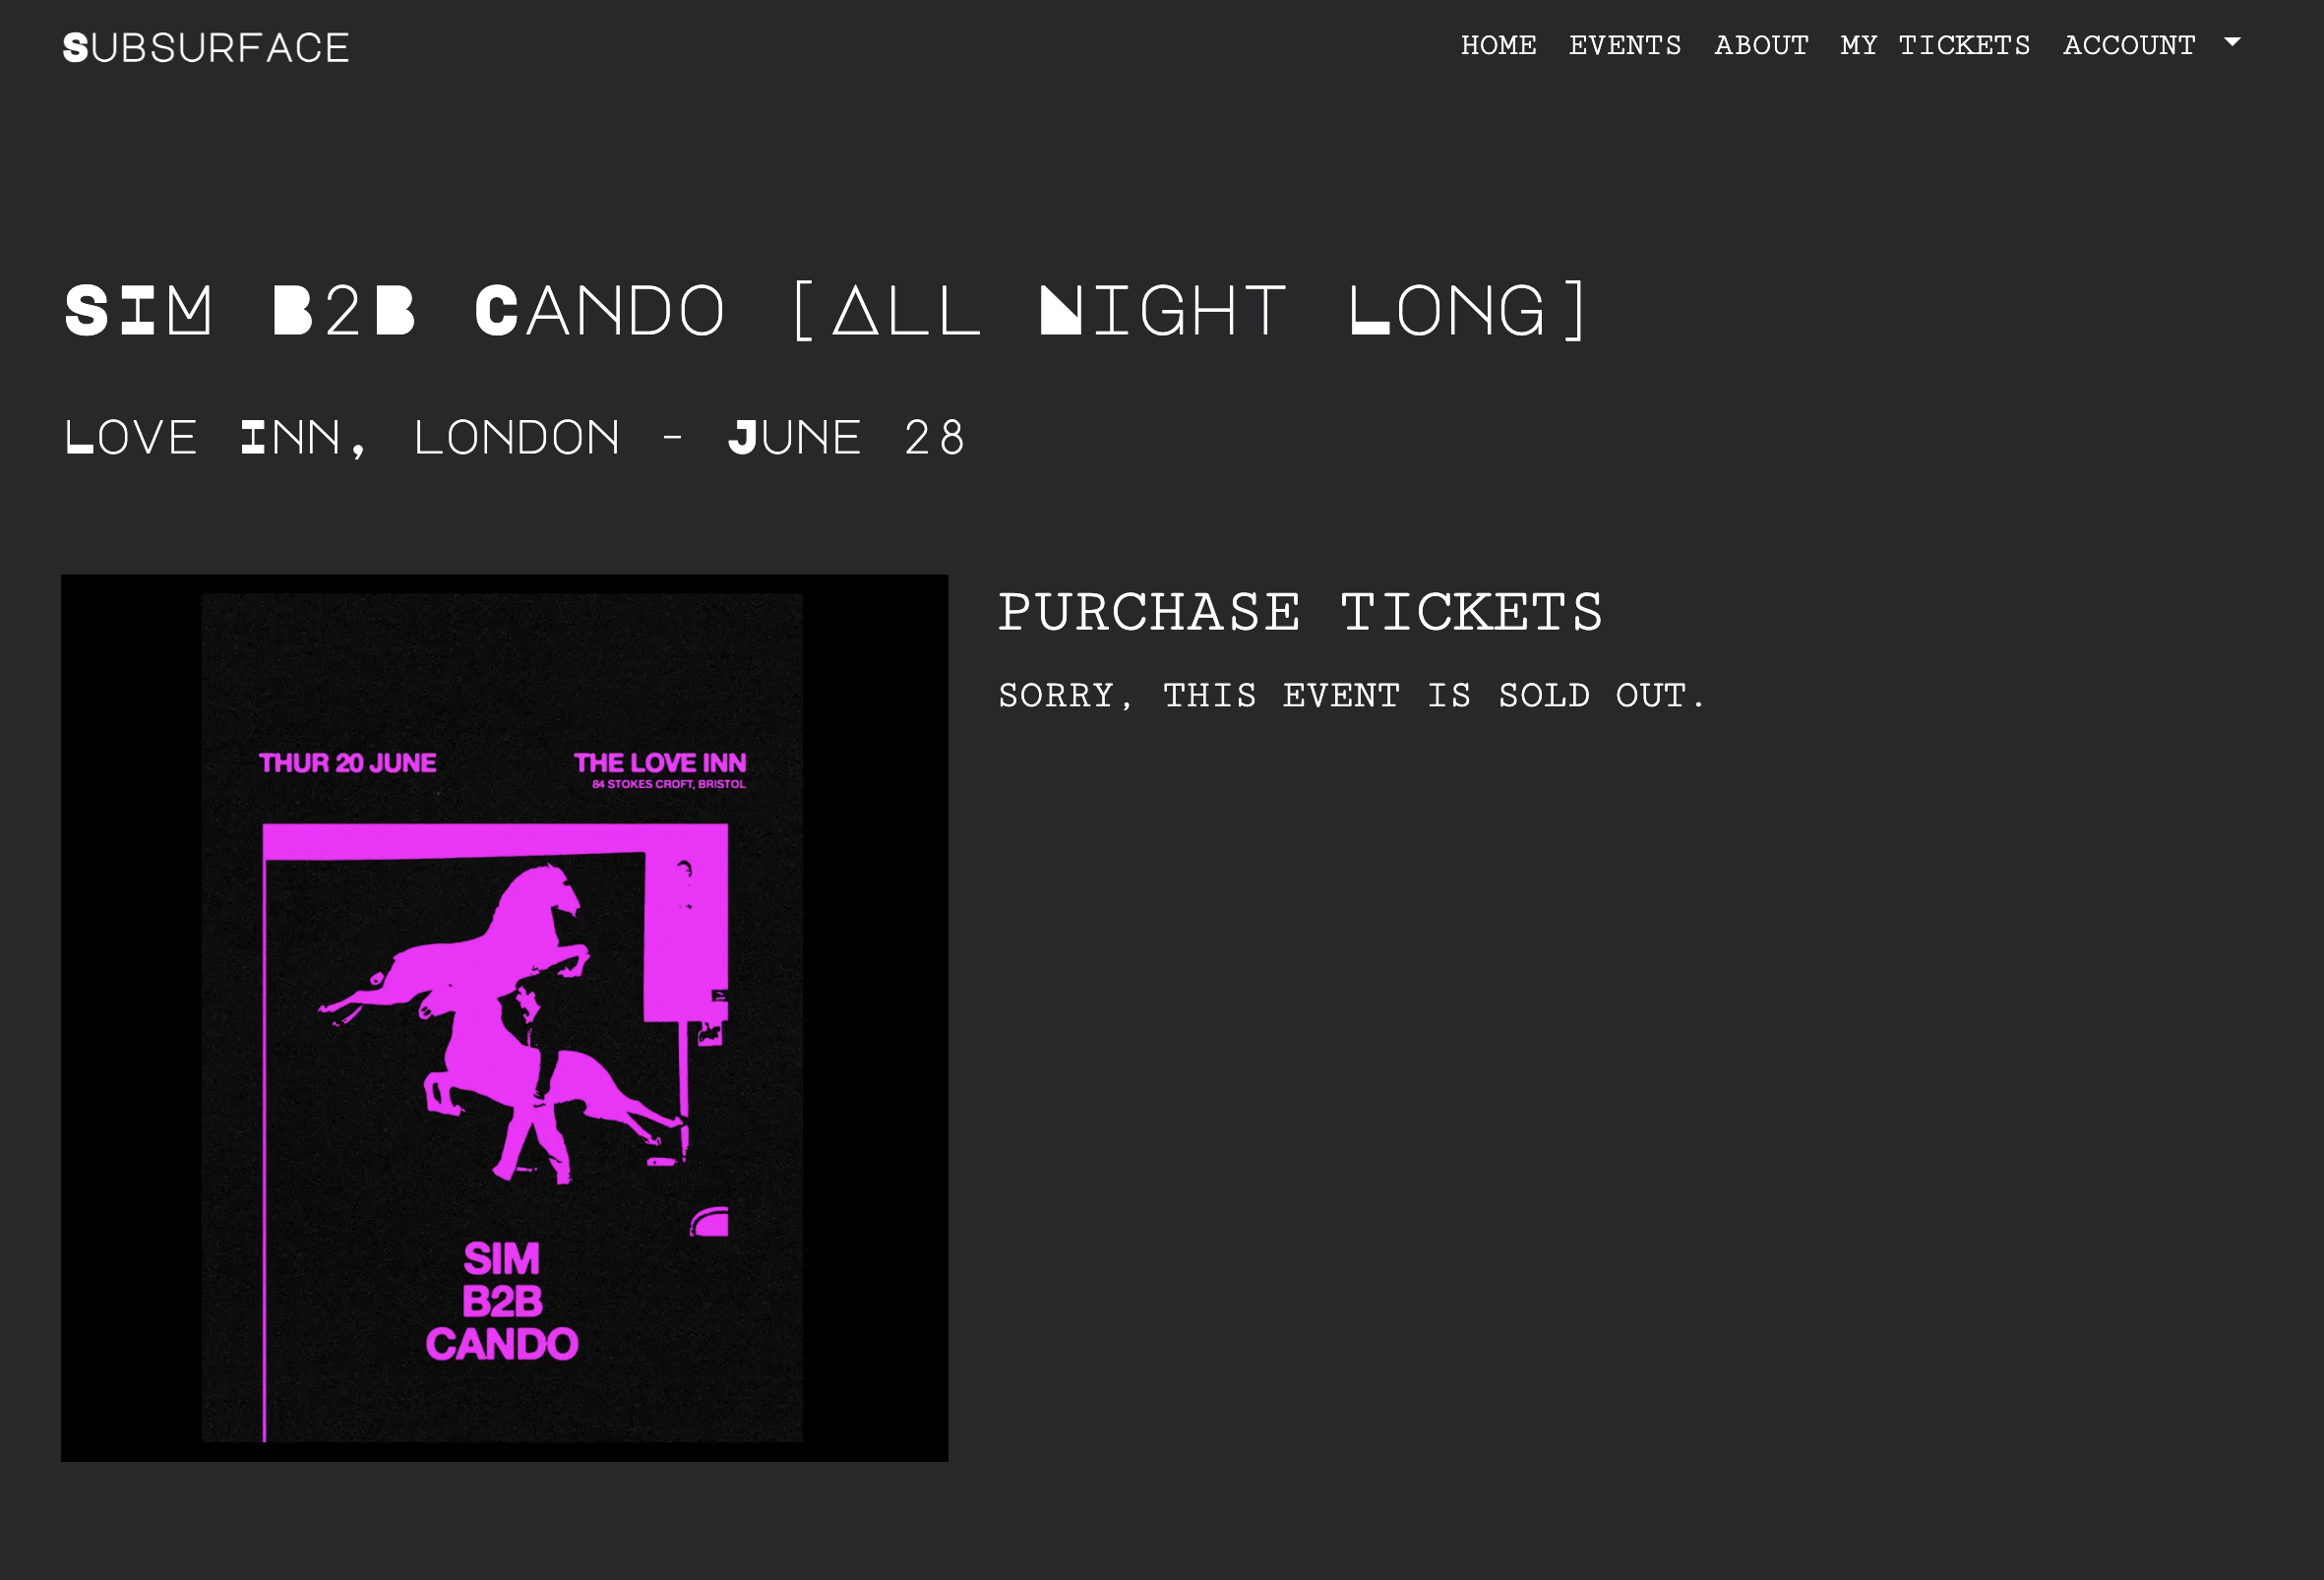 SUBSURFACE
HOME EVENTS ABOUT MY TICKETS ACCOUNT
SIM B2B CANDO [ALL NIGHT LONG]
LOVE INN, LONDON - JUNE 28
PURCHASE TICKETS
SORRY, THIS EVENT IS SOLD OUT.
THUR 20 JUNE
THE LOVE INN
84 STOKES CROFT, BRISTOL
SIM
B2B
CANDO